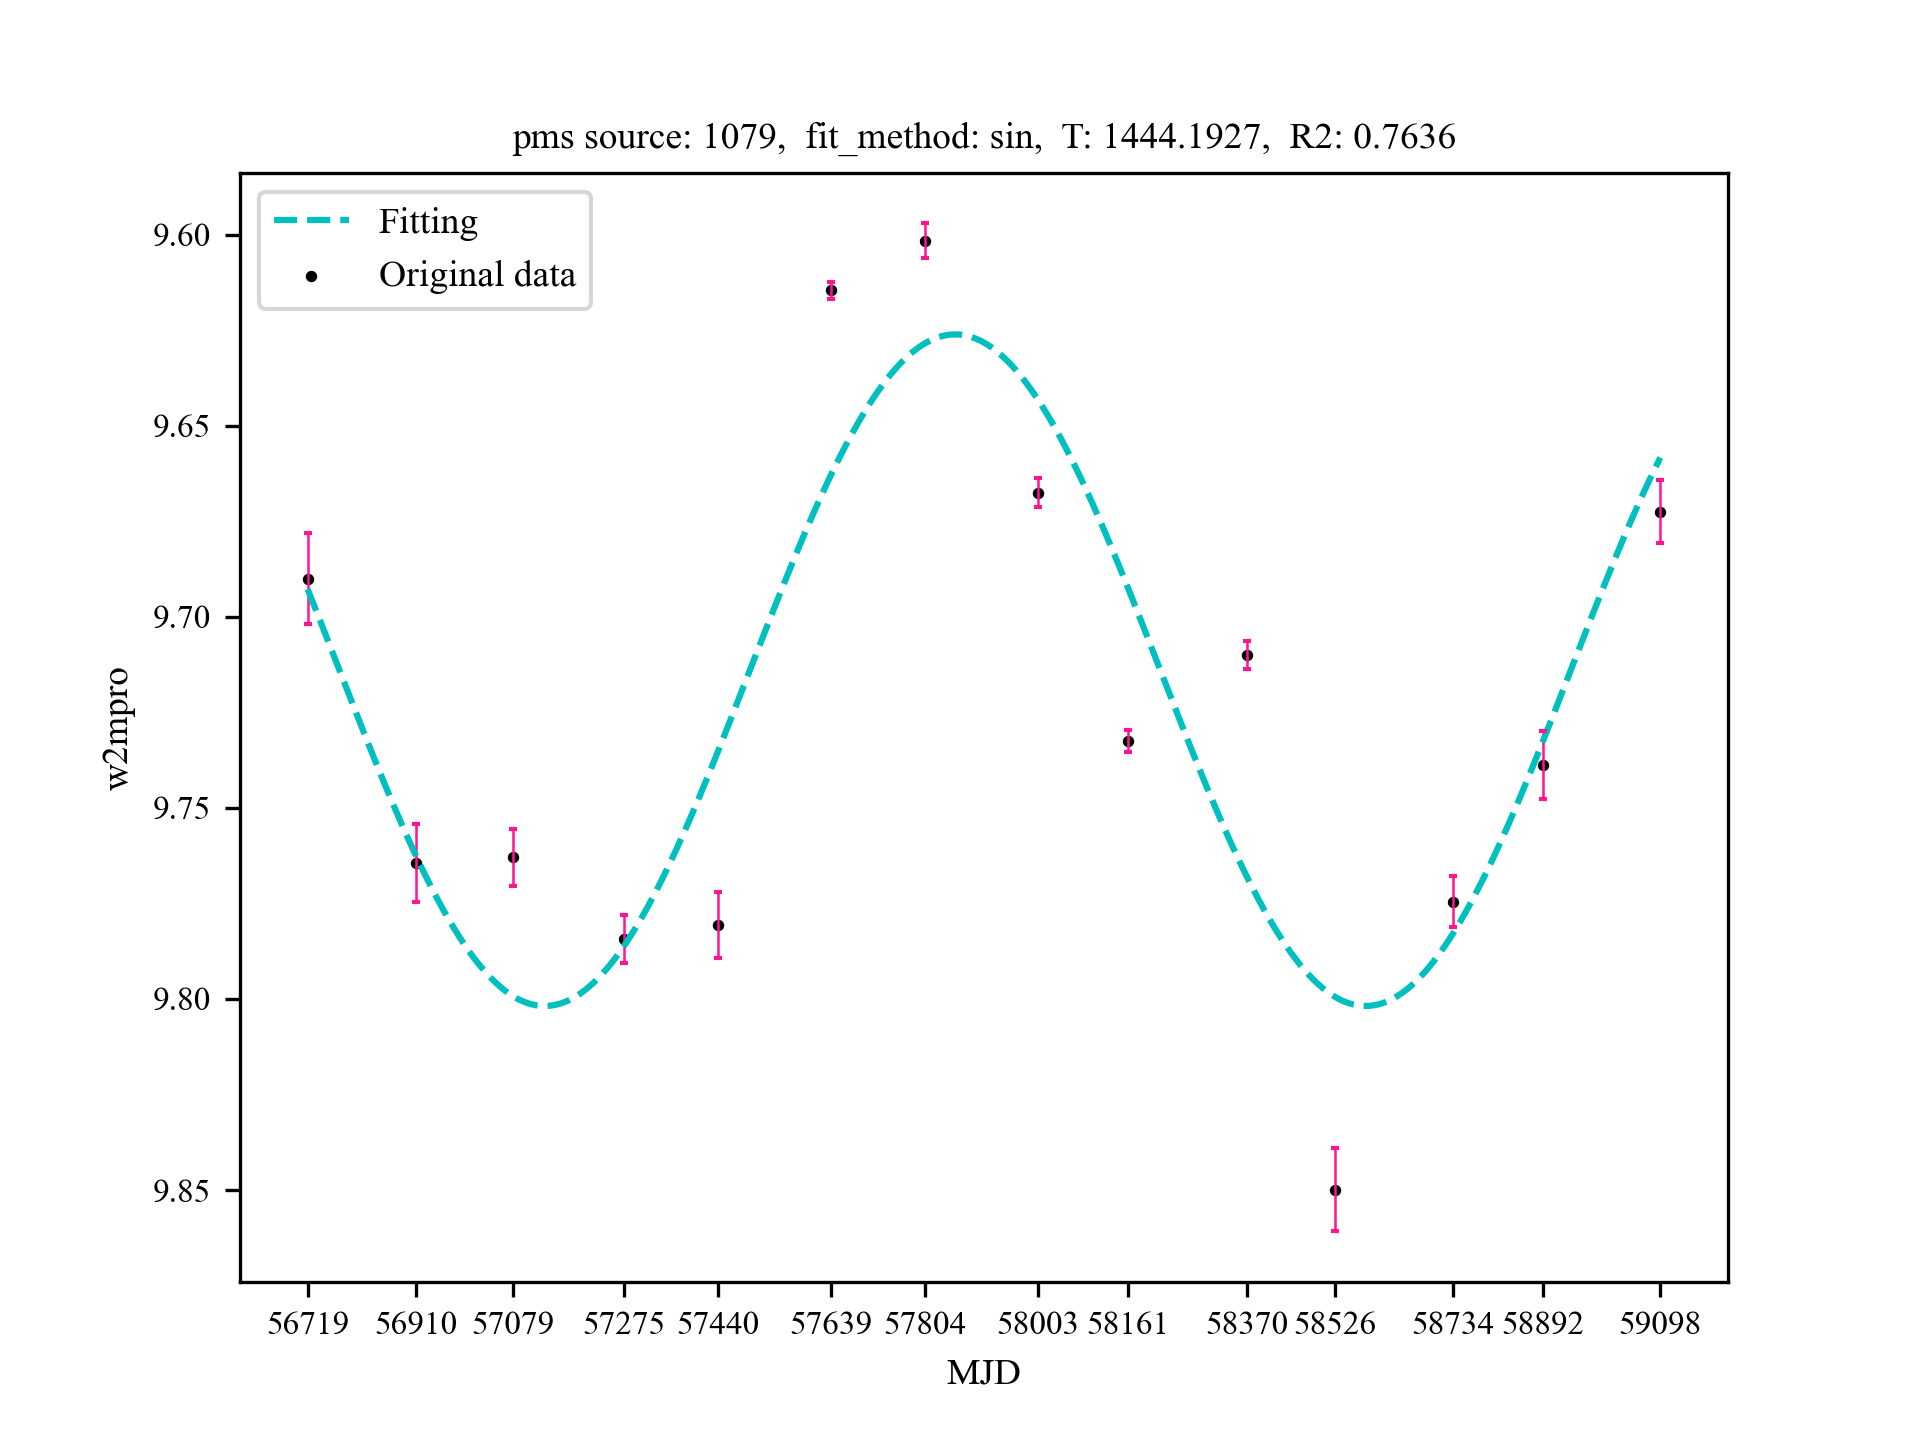 pms source: 1079, fit_method: sin, T: 1444.1927, R2: 0.7636
Fitting
Original data
9.60
9.65
9.70
9.75
9.80
9.85
w2mpro
56719 56910 57079 57275 57440 57639 57804 58003 58161 58370 58526 58734 58892 59098
MJD